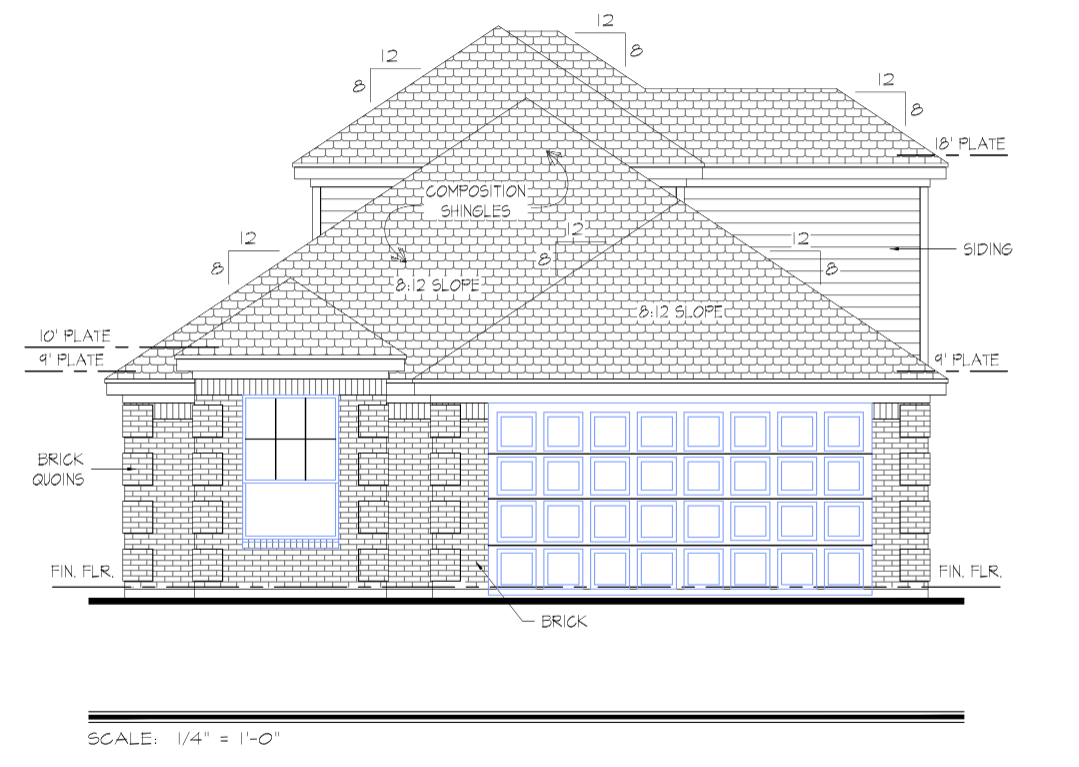 12
8
12
8
12
8
18' PLATE
COMPOSITION
SHINGLES
12
8
12
8
12
8
SIDING
8:12 SLOPE
8:12 SLOPE
10' PLATE
9' PLATE
9' PLATE
BRICK
QUOINS
FIN. FLR.
FIN. FLR.
BRICK
SCALE: 1/4" = 1'-0"